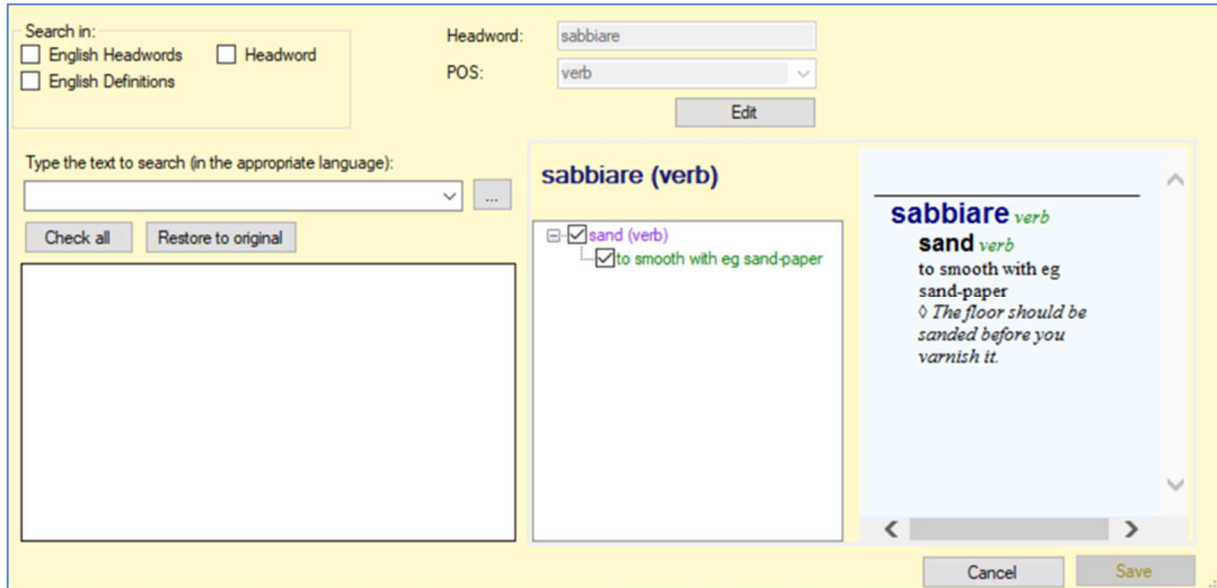 Search in:
English Headwords
Headword
English Definitions
Headword: sabbiare
POS: verb
Edit
Type the text to search (in the appropriate language):
...
Check all
Restore to original
sabbiare (verb)
sand (verb)
to smooth with eg sand-paper
sabbiare verb
sand verb
to smooth with eg
sand-paper
◊ The floor should be
sanded before you
varnish it.
Cancel
Save